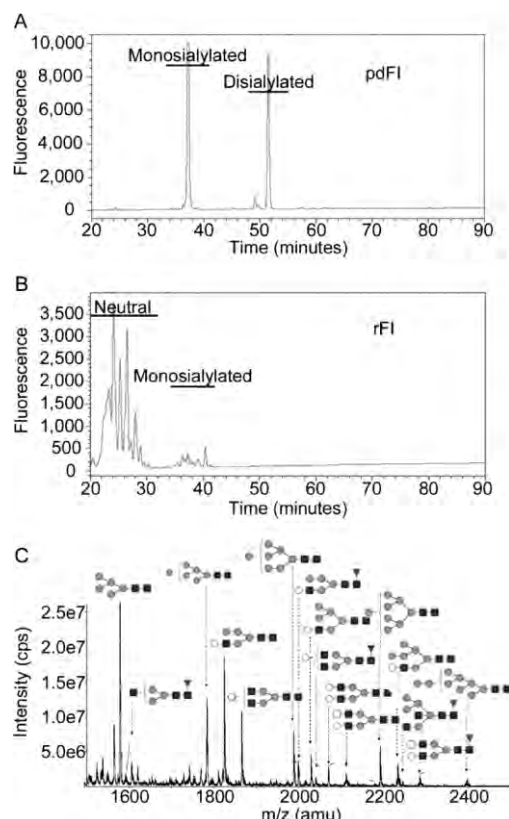 A
10,000
Monosialylated
Disialylated
pdFI
8,000
6,000
4,000
2,000
0
Fluorescence
20 30 40 50 60 70 80 90
Time (minutes)
B
Neutral
3,500
rFI
3,000
Monosialylated
2,500
2,000
1,500
1,000
500
0
Fluorescence
20 30 40 50 60 70 80 90
Time (minutes)
C
2.5e7
2.0e7
1.5e7
1.0e7
5.0e6
Intensity (cps)
1600 1800 2000 2200 2400
m/z (amu)